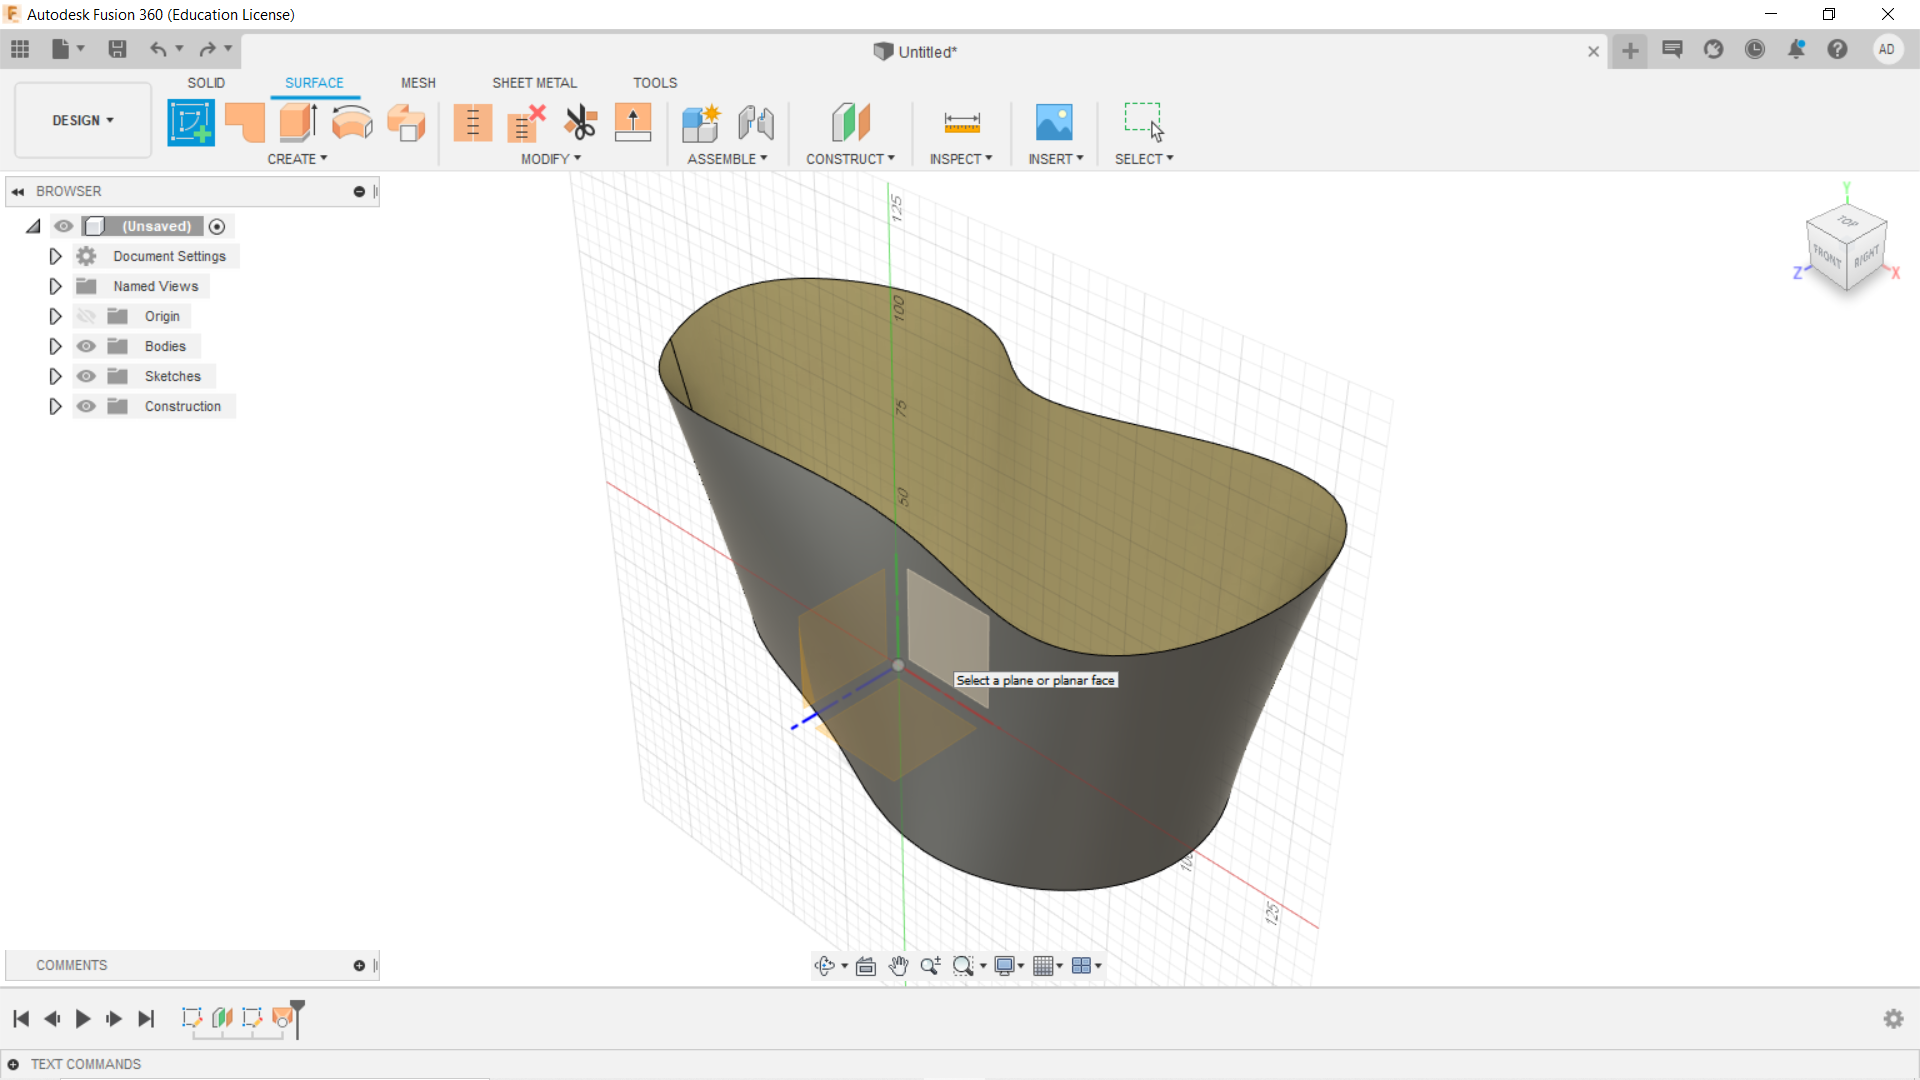 Autodesk Fusion 360 (Education License)
Untitled*
AD
SOLID
SURFACE
MESH
SHEET METAL
TOOLS
DESIGN
CREATE
MODIFY
ASSEMBLE
CONSTRUCT
INSPECT
INSERT
SELECT
BROWSER
(Unsaved)
Document Settings
Named Views
Origin
Bodies
Sketches
Construction
125
100
75
50
Select a plane or planar face
100
125
Y
TOP
FRONT
RIGHT
Z
X
COMMENTS
TEXT COMMANDS